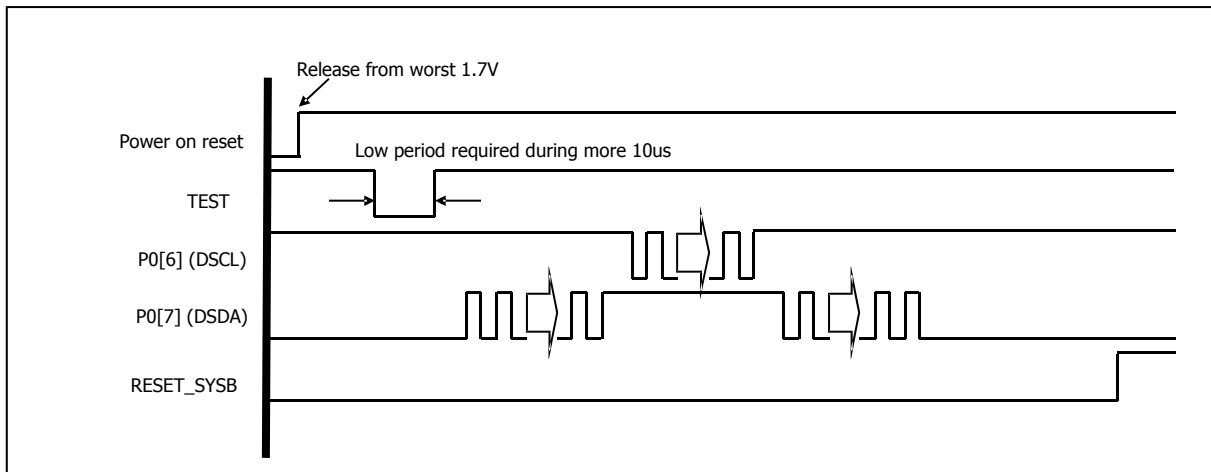 Release from worst 1.7V
Power on reset
Low period required during more 10us
TEST
P0[6] (DSCL)
P0[7] (DSDA)
RESET_SYSB